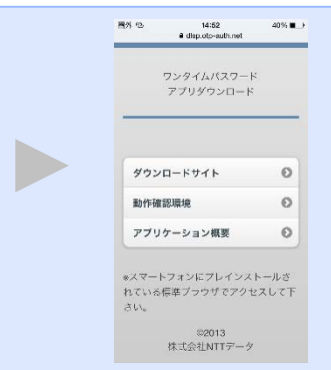 圏外
14:52
40%
disp.otp-auth.net
ワンタイムパスワード
アプリダウンロード
ダウンロードサイト
動作確認環境
アプリケーション概要
※スマートフォンにプレインストールさ
れている標準ブラウザでアクセスして下
さい。
©2013
株式会社NTTデータ